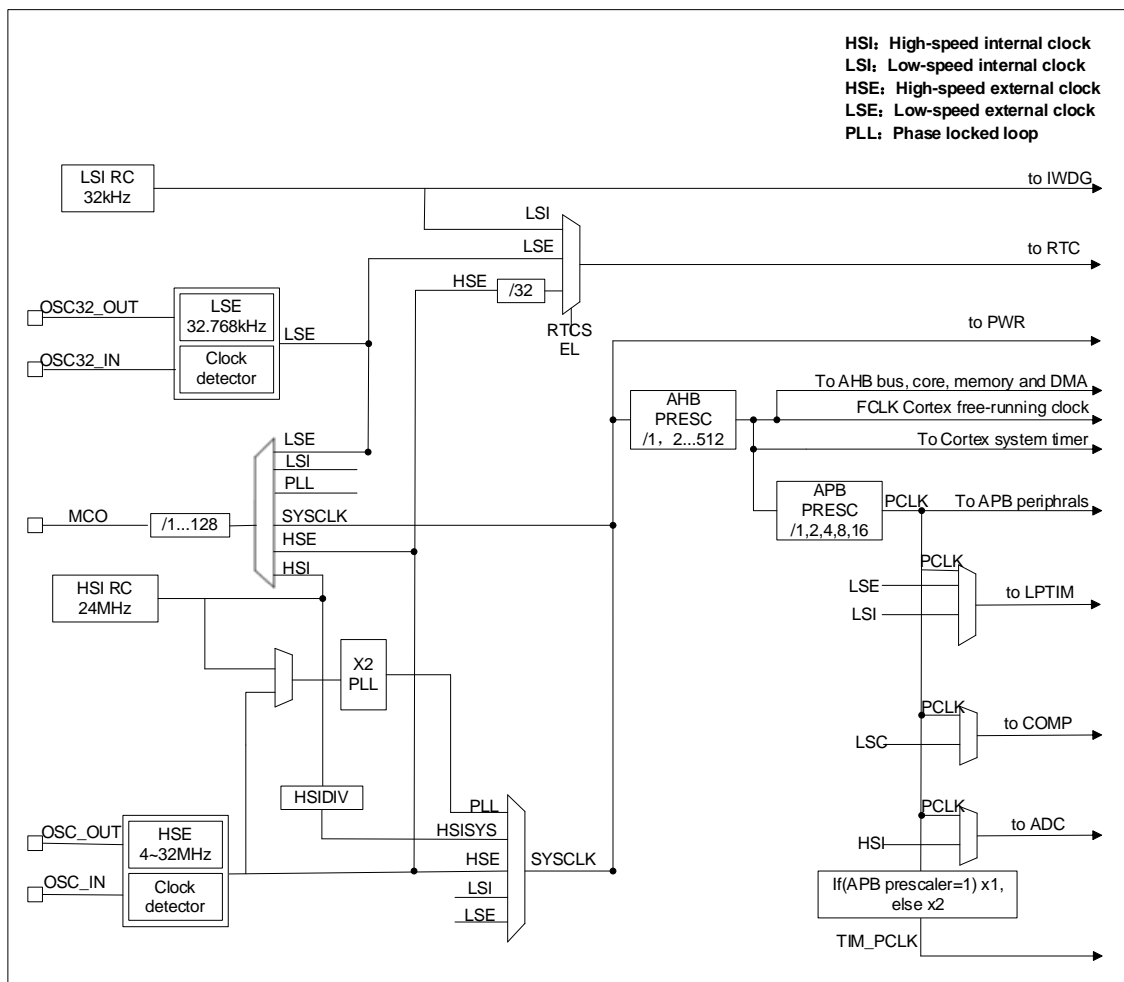 HSI：High-speed internal clock
LSI：Low-speed internal clock
HSE：High-speed external clock
LSE：Low-speed external clock
PLL：Phase locked loop
LSI RC
32kHz
to IWDG
LSI
LSE
to RTC
HSE
/32
RTCS
EL
OSC32_OUT
LSE
32.768kHz
LSE
OSC32_IN
Clock
detector
to PWR
To AHB bus, core, memory and DMA
AHB
PRESC
/1，2...512
FCLK Cortex free-running clock
To Cortex system timer
LSE
LSI
PLL
APB
PRESC
/1,2,4,8,16
PCLK
To APB periphrals
MCO
/1...128
SYSCLK
HSE
HSI
HSI RC
24MHz
PCLK
LSE
LSI
to LPTIM
X2
PLL
PCLK
LSC
to COMP
HSIDIV
PLL
HSISYS
HSE
LSI
LSE
SYSCLK
PCLK
HSI
to ADC
OSC_OUT
HSE
4~32MHz
OSC_IN
Clock
detector
If(APB prescaler=1) x1,
else x2
TIM_PCLK